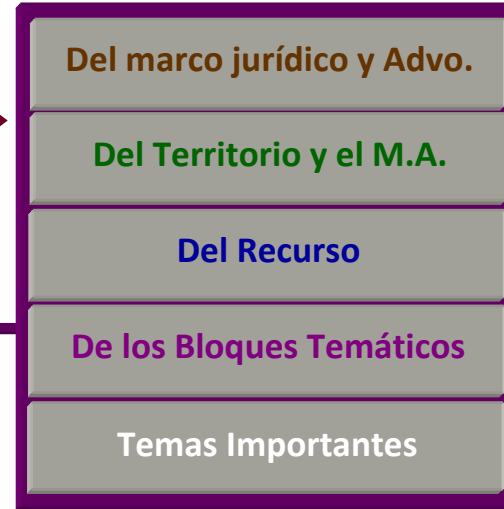 Del marco jurídico y Advo.
Del Territorio y el M.A.
Del Recurso
De los Bloques Temáticos
Temas Importantes